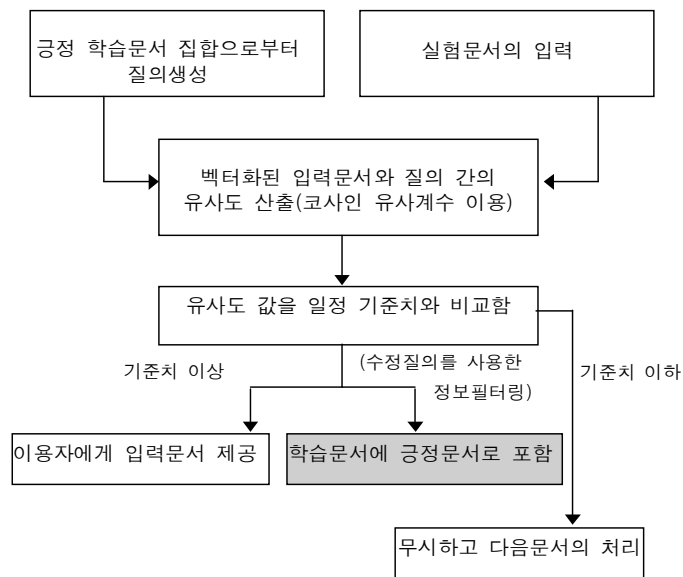 긍정 학습문서 집합으로부터
질의생성
실험문서의 입력
벡터화된 입력문서와 질의 간의
유사도 산출(코사인 유사계수 이용)
유사도 값을 일정 기준치와 비교함
기준치 이상
(수정질의를 사용한
정보필터링)
기준치 이하
이용자에게 입력문서 제공
학습문서에 긍정문서로 포함
무시하고 다음문서의 처리